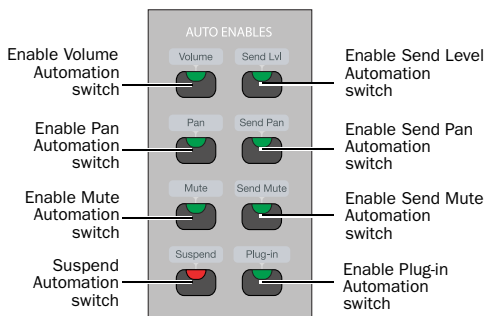 AUTO ENABLES
Enable Volume
Automation
switch
Volume
Send Lvl
Enable Send Level
Automation
switch
Enable Pan
Automation
switch
Pan
Send Pan
Enable Send Pan
Automation
switch
Enable Mute
Automation
switch
Mute
Send Mute
Enable Send Mute
Automation
switch
Suspend
Automation
switch
Suspend
Plug-in
Enable Plug-in
Automation
switch